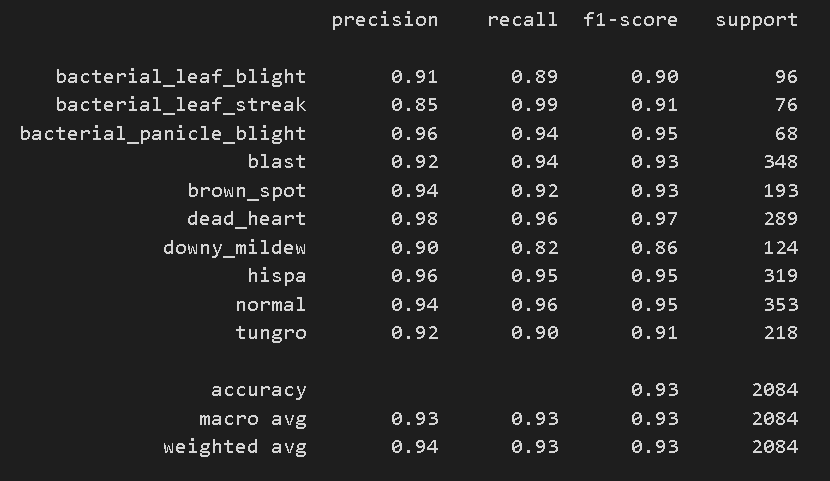 precision recall f1-score support
bacterial_leaf_blight 0.91 0.89 0.90 96
bacterial_leaf_streak 0.85 0.99 0.91 76
bacterial_panicle_blight 0.96 0.94 0.95 68
blast 0.92 0.94 0.93 348
brown_spot 0.94 0.92 0.93 193
dead_heart 0.98 0.96 0.97 289
downy_mildew 0.90 0.82 0.86 124
hispa 0.96 0.95 0.95 319
normal 0.94 0.96 0.95 353
tungro 0.92 0.90 0.91 218
accuracy 0.93 2084
macro avg 0.93 0.93 0.93 2084
weighted avg 0.94 0.93 0.93 2084